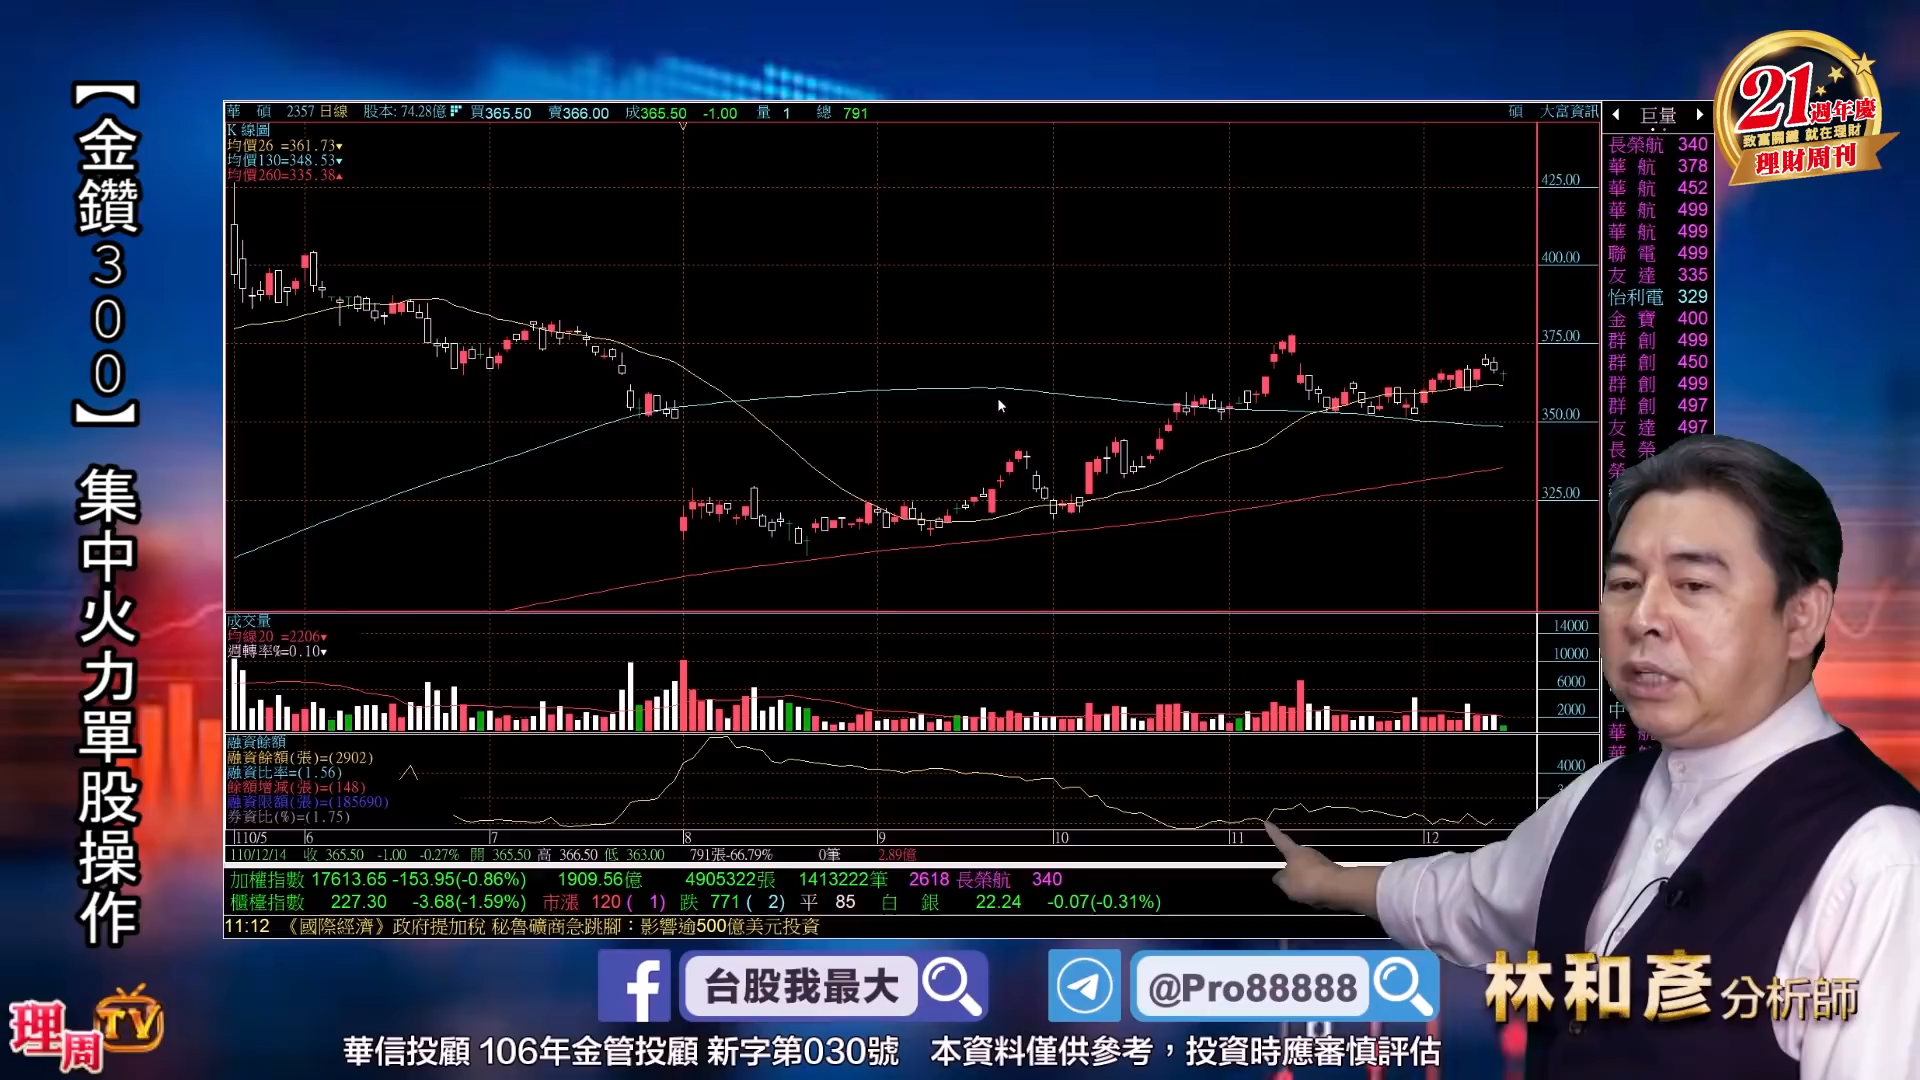 【金鑽300】集中火力單股操作
華 碩 2357 日線 股本: 74.28億 買365.50 賣366.00 成365.50 -1.00 量 1 總 791 碩 大富資訊
K 線圖
均價26 =361.73▾
均價130=348.53▾
均價260=335.38▴
425.00
400.00
375.00
350.00
325.00
成交量
均線20 =2206▾
週轉率%=0.10▾
14000
10000
6000
2000
融資餘額
融資餘額(張)=(2902)
融資比率=(1.56)
餘額增減(張)=(148)
融資限額(張)=(185690)
券資比(%)=(1.75)
4000
110/5 6 7 8 9 10 11 12
110/12/14 收 365.50 -1.00 -0.27% 開 365.50 高 366.50 低 363.00 791張-66.79% 0筆 2.89億
加權指數 17613.65 -153.95(-0.86%) 1909.56億 4905322張 1413222筆 2618 長榮航 340
櫃檯指數 227.30 -3.68(-1.59%) 市漲 120 ( 1) 跌 771 ( 2) 平 85 白 銀 22.24 -0.07(-0.31%)
11:12 《國際經濟》政府提加稅 秘魯礦商急跳腳：影響逾500億美元投資
巨量
長榮航 340
華 航 378
華 航 452
華 航 499
華 航 499
聯 電 499
友 達 335
怡利電 329
金 寶 400
群 創 499
群 創 450
群 創 499
群 創 497
友 達 497
長 榮
21週年慶
致富關鍵 就在理財
理財周刊
台股我最大
@Pro88888
林和彥 分析師
理周TV
華信投顧 106年金管投顧 新字第030號 本資料僅供參考，投資時應審慎評估